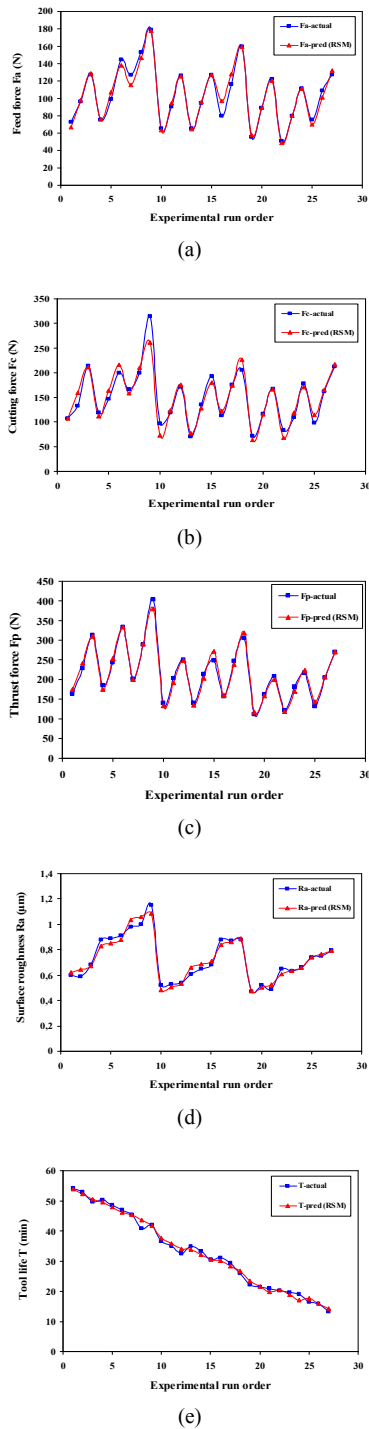 Feed force Fa (N)
200
180
160
140
120
100
80
60
40
20
0
Fa-actual
Fa-pred (RSM)
0 10 20 30
Experimental run order
(a)
Cutting force Fc (N)
350
300
250
200
150
100
50
0
Fc-actual
Fc-pred (RSM)
0 5 10 15 20 25 30
Experimental run order
(b)
Thrust force Fp (N)
450
400
350
300
250
200
150
100
50
0
Fp-actual
Fp-pred (RSM)
0 5 10 15 20 25 30
Experimental run order
(c)
Surface roughness Ra (µm)
1,4
1,2
1
0,8
0,6
0,4
0,2
0
Ra-actual
Ra-pred (RSM)
0 10 20 30
Experimental run order
(d)
Tool life T (min)
60
50
40
30
20
10
0
T-actual
T-pred (RSM)
0 5 10 15 20 25 30
Experimental run order
(e)